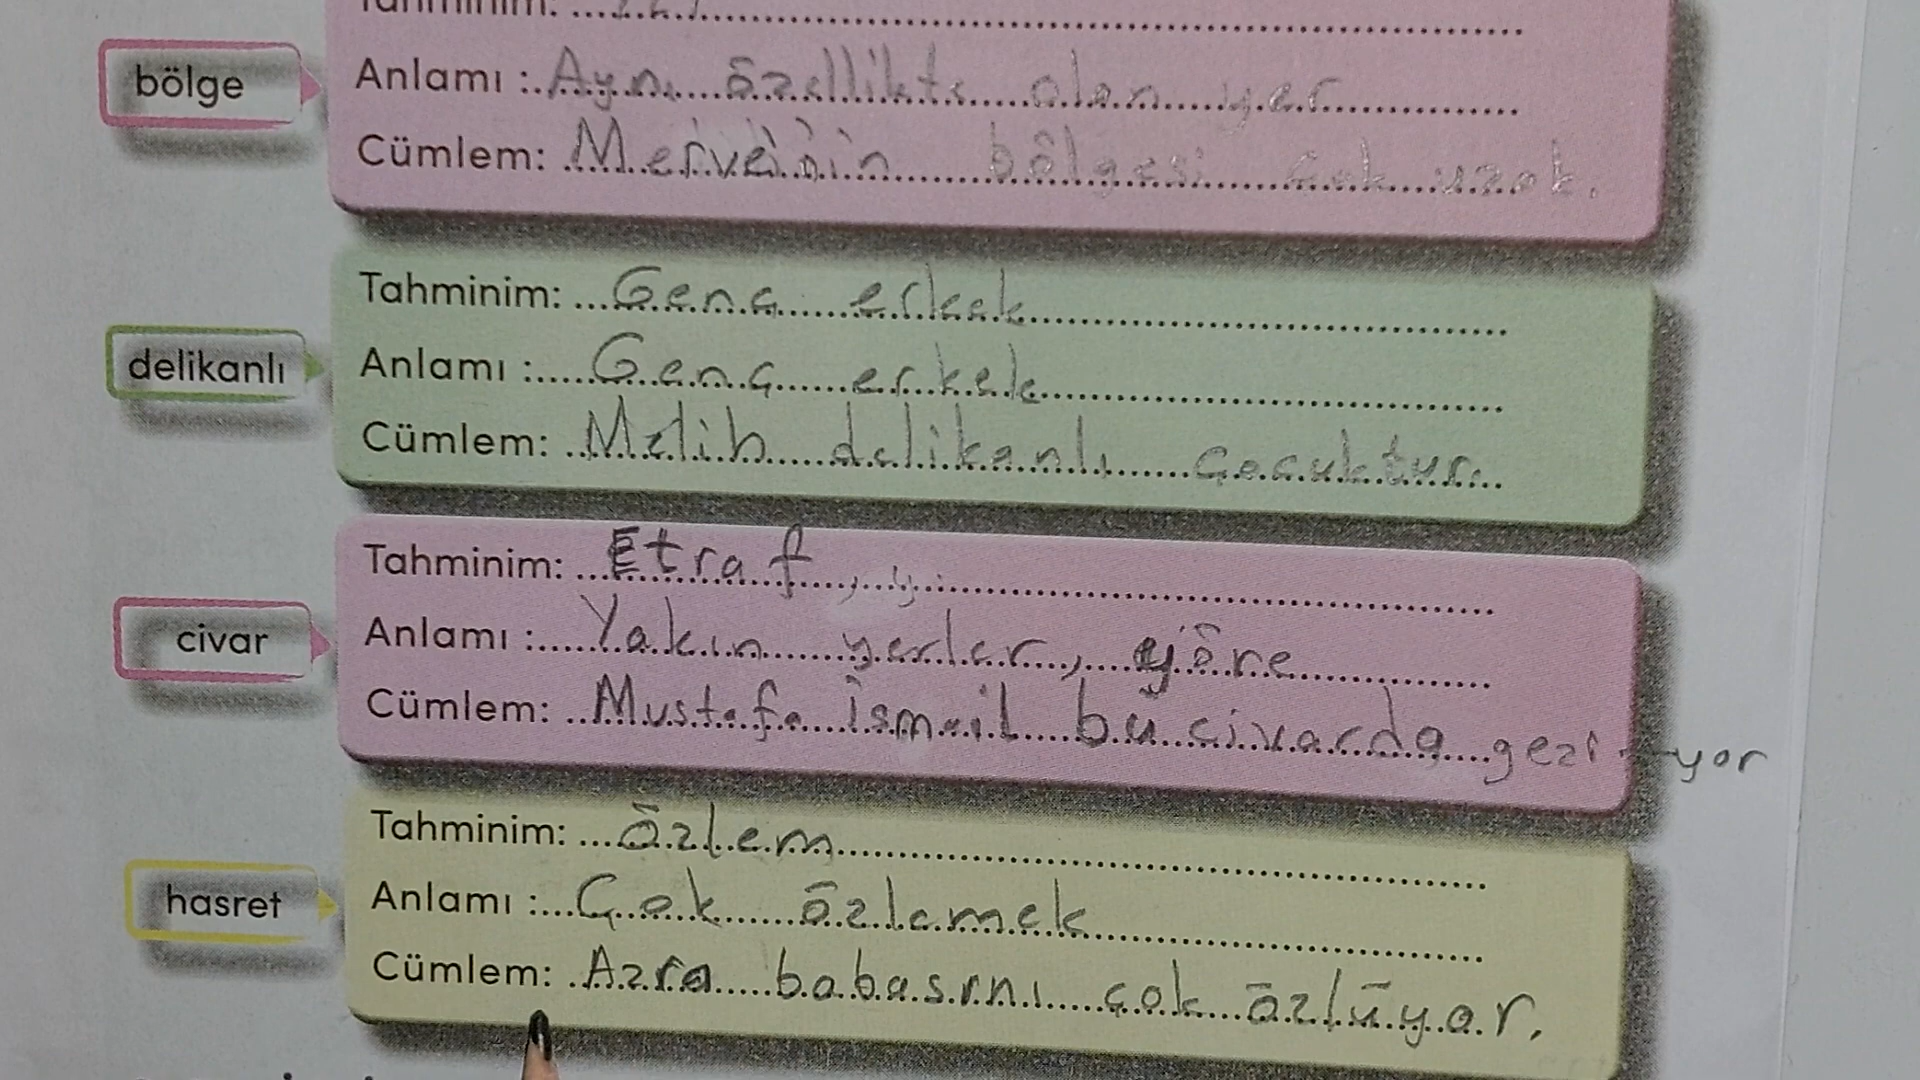 Tahminim:
bölge
Anlamı : Aynı özellikte olan yer
Cümlem: Merve'nin bölgesi çok uzak.
Tahminim: Genç erkek
delikanlı
Anlamı : Genç erkek
Cümlem: Melih delikanlı çocuktur.
Tahminim: Etraf, y
civar
Anlamı : Yakın yerler, yöre
Cümlem: Mustafa İsmail bu civarda geziyor
Tahminim: özlem
hasret
Anlamı : Çok özlemek
Cümlem: Azra babasını çok özlüyor.